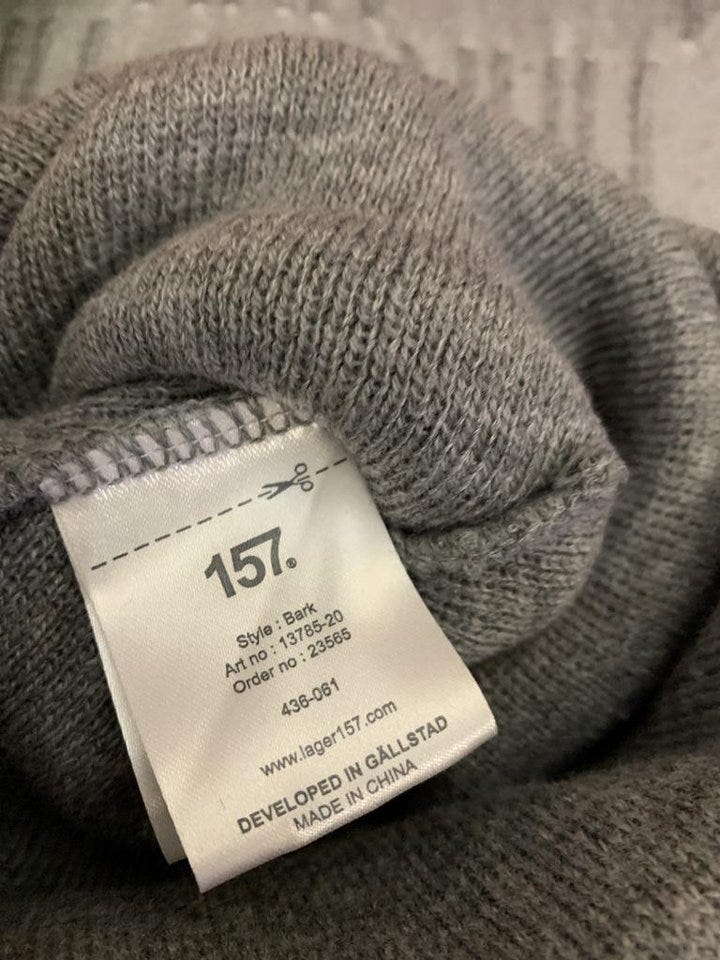 157.®
Style : Bark
Art no : 13785-20
Order no : 23565
436-061
www.lager157.com
DEVELOPED IN GÄLLSTAD
MADE IN CHINA